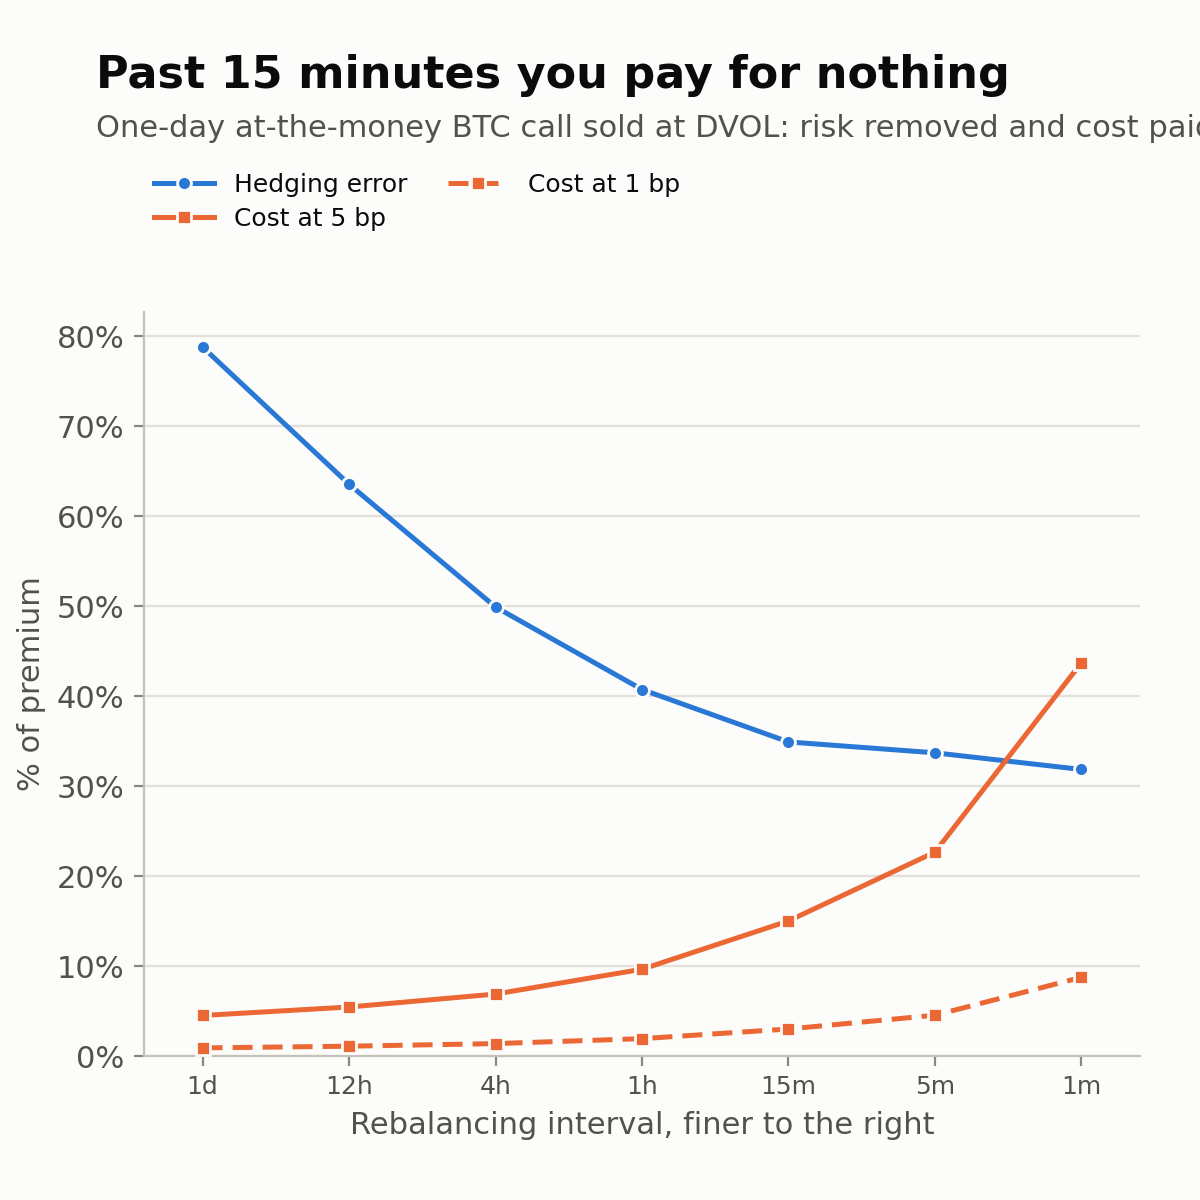 Past 15 minutes you pay for nothing
One-day at-the-money BTC call sold at DVOL: risk removed and cost
Hedging error
Cost at 1 bp
Cost at 5 bp
80%
70%
60%
50%
40%
30%
20%
10%
0%
% of premium
1d 12h 4h 1h 15m 5m 1m
Rebalancing interval, finer to the right